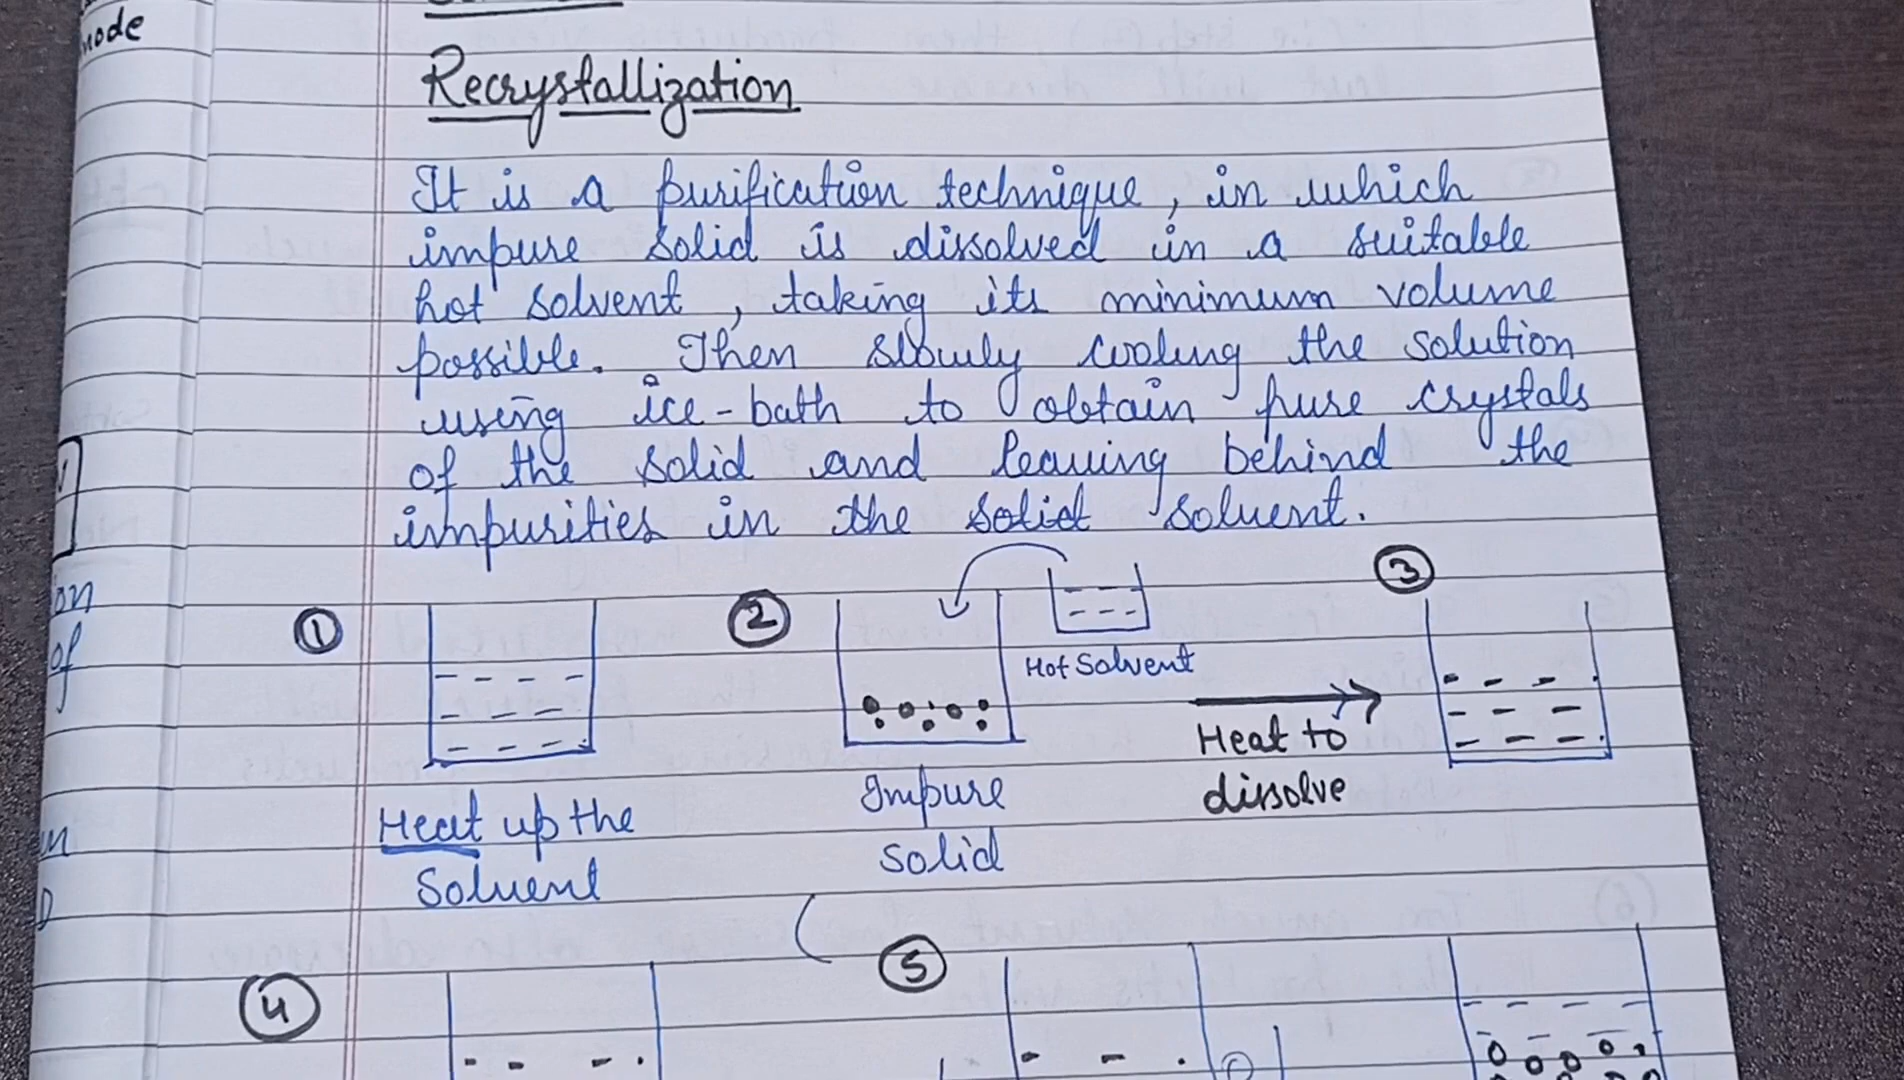 node
Recrystallization
It is a purification technique, in which
impure solid is dissolved in a suitable
hot solvent, taking its minimum volume
possible. Then slowly cooling the solution
using ice-bath to obtain pure crystals
of the solid and leaving behind the
impurities in the solid solvent.
on
of
D
1
2
3
Hot Solvent
Heat to
dissolve
Impure
Solid
Heat up the
Solvent
4
5